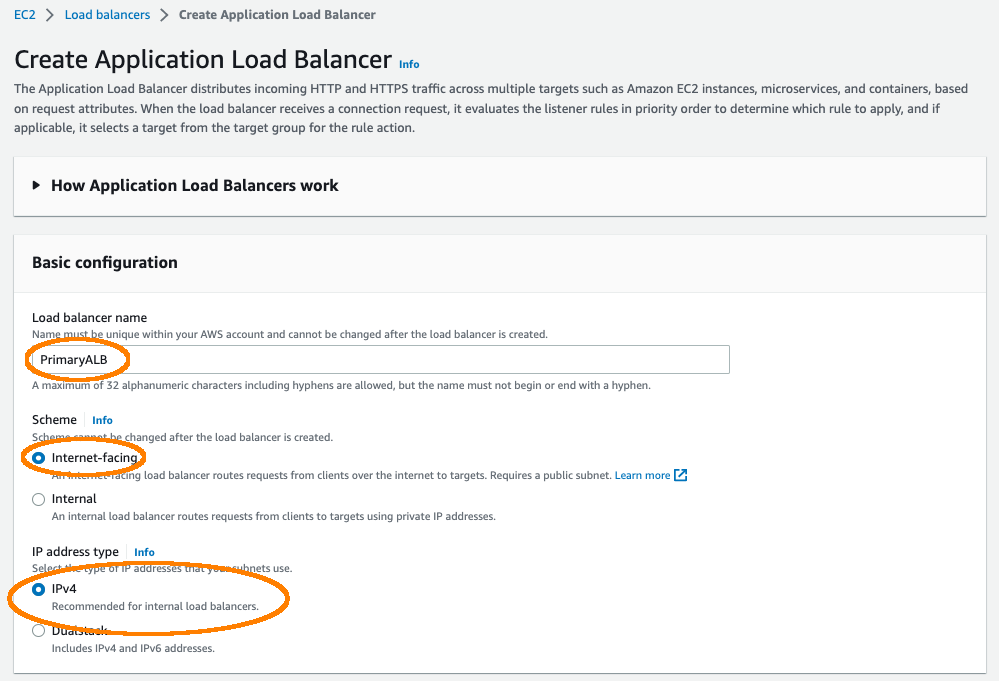 EC2 > Load balancers > Create Application Load Balancer
Create Application Load Balancer Info
The Application Load Balancer distributes incoming HTTP and HTTPS traffic across multiple targets such as Amazon EC2 instances, microservices, and containers, based
on request attributes. When the load balancer receives a connection request, it evaluates the listener rules in priority order to determine which rule to apply, and if
applicable, it selects a target from the target group for the rule action.
How Application Load Balancers work
Basic configuration
Load balancer name
Name must be unique within your AWS account and cannot be changed after the load balancer is created.
PrimaryALB
A maximum of 32 alphanumeric characters including hyphens are allowed, but the name must not begin or end with a hyphen.
Scheme Info
Scheme cannot be changed after the load balancer is created.
Internet-facing
An internet-facing load balancer routes requests from clients over the internet to targets. Requires a public subnet. Learn more
Internal
An internal load balancer routes requests from clients to targets using private IP addresses.
IP address type Info
Select the type of IP addresses that your subnets use.
IPv4
Recommended for internal load balancers.
Dualstack
Includes IPv4 and IPv6 addresses.